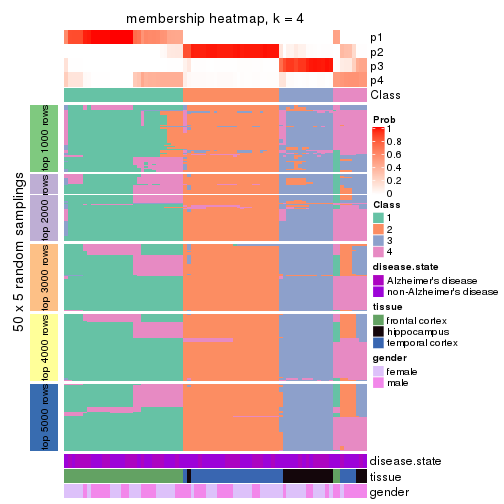 membership heatmap, k = 4
p1
p2
p3
p4
Class
50 x 5 random samplings
top 1000 rows
rows
top 2000 rows
top 3000 rows
top 4000 rows
top 5000 rows
disease.state
tissue
gender
Prob
1
0.8
0.6
0.4
0.2
0
Class
1
2
3
4
disease.state
Alzheimer's disease
non-Alzheimer's disease
tissue
frontal cortex
hippocampus
temporal cortex
gender
female
male